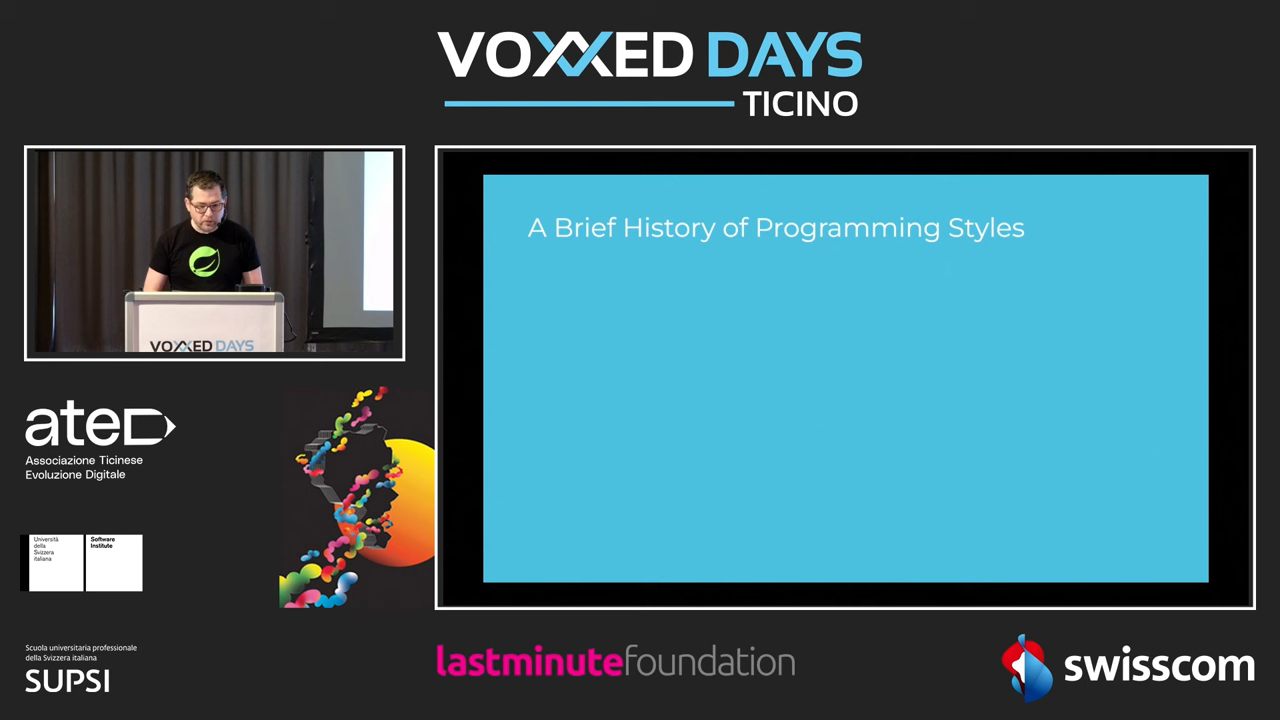 VOXXED DAYS
TICINO
VOXXED DAYS
A Brief History of Programming Styles
ateD
Associazione Ticinese
Evoluzione Digitale
Università
della
Svizzera
italiana
Software
Institute
Scuola universitaria professionale
della Svizzera italiana
SUPSI
lastminutefoundation
swisscom